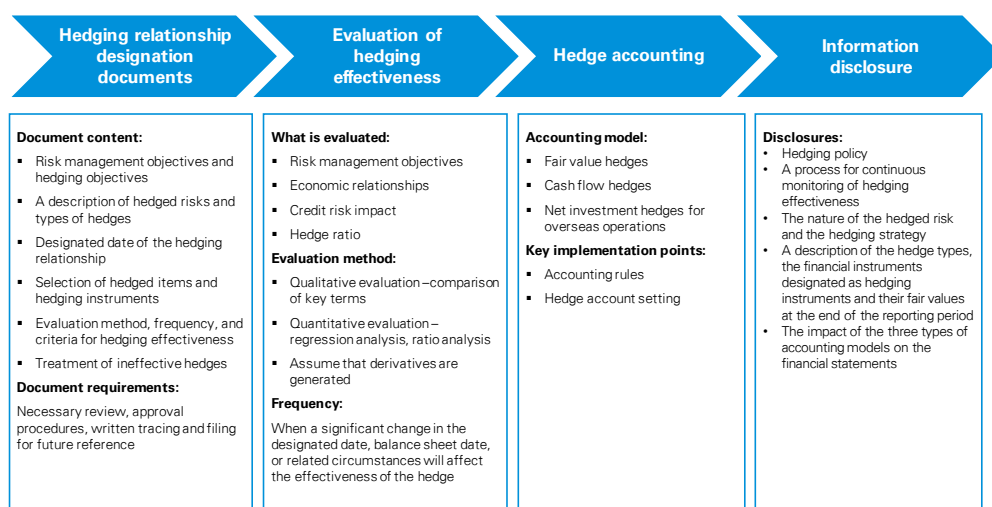 Hedging relationship
designation
documents
Evaluation of
hedging
effectiveness
Hedge accounting
Information
disclosure
Document content:
▪ Risk management objectives and
hedging objectives
▪ A description of hedged risks and
types of hedges
▪ Designated date of the hedging
relationship
▪ Selection of hedged items and
hedging instruments
▪ Evaluation method, frequency, and
criteria for hedging effectiveness
▪ Treatment of ineffective hedges
Document requirements:
Necessary review, approval
procedures, written tracing and filing
for future reference
What is evaluated:
▪ Risk management objectives
▪ Economic relationships
▪ Credit risk impact
▪ Hedge ratio
Evaluation method:
▪ Qualitative evaluation –comparison
of key terms
▪ Quantitative evaluation –
regression analysis, ratio analysis
▪ Assume that derivatives are
generated
Frequency:
When a significant change in the
designated date, balance sheet date,
or related circumstances will affect
the effectiveness of the hedge
Accounting model:
▪ Fair value hedges
▪ Cash flow hedges
▪ Net investment hedges for
overseas operations
Key implementation points:
▪ Accounting rules
▪ Hedge account setting
Disclosures:
• Hedging policy
• A process for continuous
monitoring of hedging
effectiveness
• The nature of the hedged risk
and the hedging strategy
• A description of the hedge types,
the financial instruments
designated as hedging
instruments and their fair values
at the end of the reporting period
• The impact of the three types of
accounting models on the
financial statements